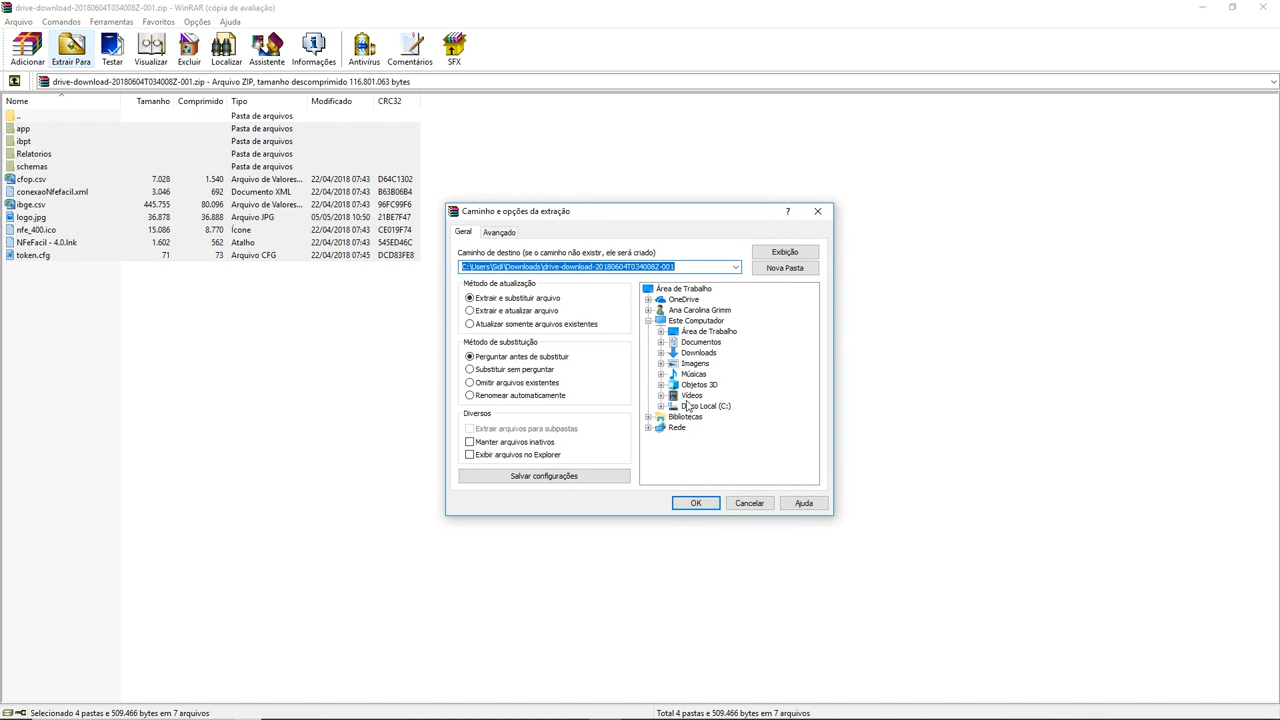 drive-download-20180604T034008Z-001.zip - WinRAR (cópia de avaliação)
Arquivo Comandos Ferramentas Favoritos Opções Ajuda
Adicionar Extrair Para Testar Visualizar Excluir Localizar Assistente Informações Antivírus Comentários SFX
drive-download-20180604T034008Z-001.zip - Arquivo ZIP, tamanho descomprimido 116.801.063 bytes
Nome Tamanho Comprimido Tipo Modificado CRC32
.. Pasta de arquivos
app Pasta de arquivos
ibpt Pasta de arquivos
Relatorios Pasta de arquivos
schemas Pasta de arquivos
cfop.csv 7.028 1.540 Arquivo de Valores... 22/04/2018 07:43 D64C1302
conexaoNfefacil.xml 3.046 692 Documento XML 22/04/2018 07:43 B63B06B4
ibge.csv 445.755 80.096 Arquivo de Valores... 22/04/2018 07:43 96FC99F6
logo.jpg 36.878 36.888 Arquivo JPG 05/05/2018 10:50 21BE7F47
nfe_400.ico 15.086 8.770 Ícone 22/04/2018 07:43 CE019F74
NFeFacil - 4.0.lnk 1.602 562 Atalho 22/04/2018 07:43 545ED46C
token.cfg 71 73 Arquivo CFG 22/04/2018 07:45 DCD83FE8
Caminho e opções da extração
?
Geral Avançado
Caminho de destino (se o caminho não existir, ele será criado)
Exibição
C:\Users\Sidi\Downloads\drive-download-20180604T034008Z-001
Nova Pasta
Método de atualização
Extrair e substituir arquivo
Extrair e atualizar arquivo
Atualizar somente arquivos existentes
Método de substituição
Perguntar antes de substituir
Substituir sem perguntar
Omitir arquivos existentes
Renomear automaticamente
Diversos
Extrair arquivos para subpastas
Manter arquivos inativos
Exibir arquivos no Explorer
Salvar configurações
Área de Trabalho
OneDrive
Ana Carolina Grimm
Este Computador
Área de Trabalho
Documentos
Downloads
Imagens
Músicas
Objetos 3D
Vídeos
Local (C:)
Bibliotecas
Rede
OK Cancelar Ajuda
Selecionado 4 pastas e 509.466 bytes em 7 arquivos
Total 4 pastas e 509.466 bytes em 7 arquivos